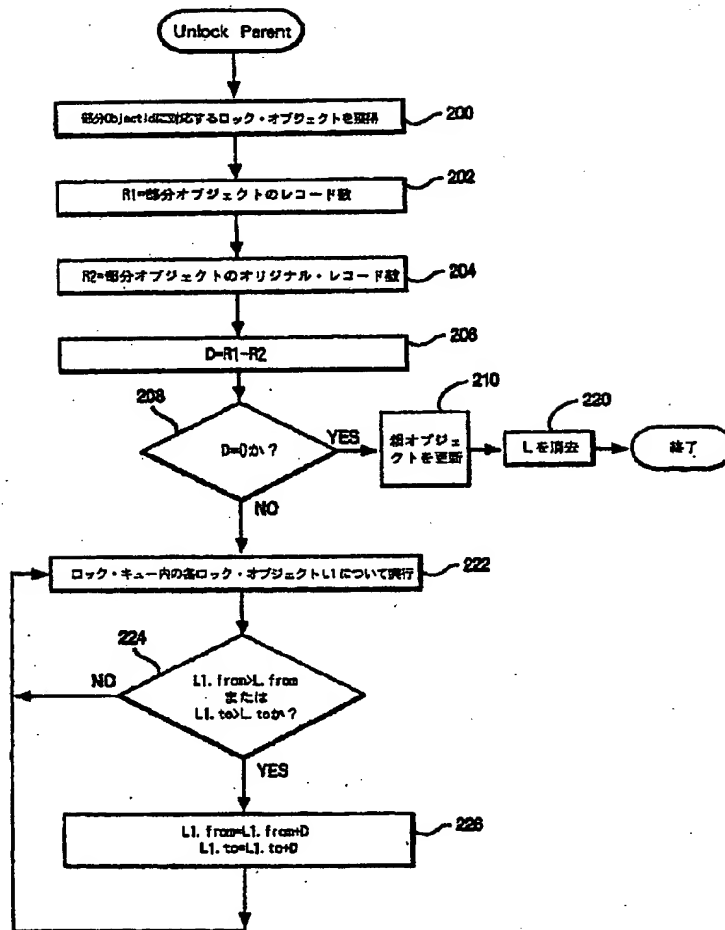 Unlock Parent
部分ObjectIdに対応するロック・オブジェクトを獲得
200
R1=部分オブジェクトのレコード数
202
R2=部分オブジェクトのオリジナル・レコード数
204
D=R1-R2
206
208
D=0か?
YES
NO
210
親オブジェ
クトを更新
220
Lを消去
終了
ロック・キュー内の各ロック・オブジェクトL1について実行
222
224
NO
L1.from>L.from
または
L1.to>L.toか?
YES
L1.from=L1.from+D
L1.to=L1.to+D
226